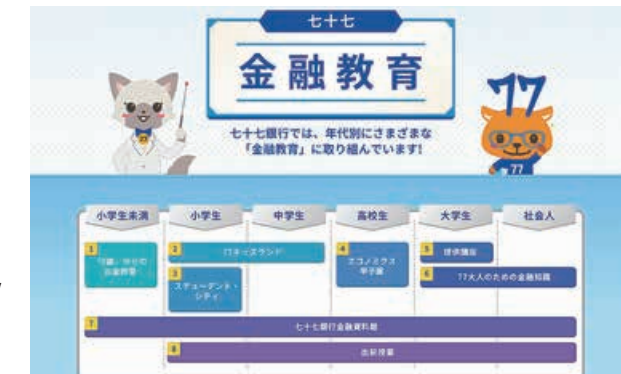 七十七
金融教育
77
七十七銀行では、年代別にさまざまな
「金融教育」に取り組んでいます!
77
小学生未満
小学生
中学生
高校生
大学生
社会人
1
お金教室
2
77キッズランド
3
スチューデント・
シティ
4
エコノミクス
甲子園
5
提供講座
6
77大人のための金融知識
7
七十七銀行金融資料館
8
出前授業